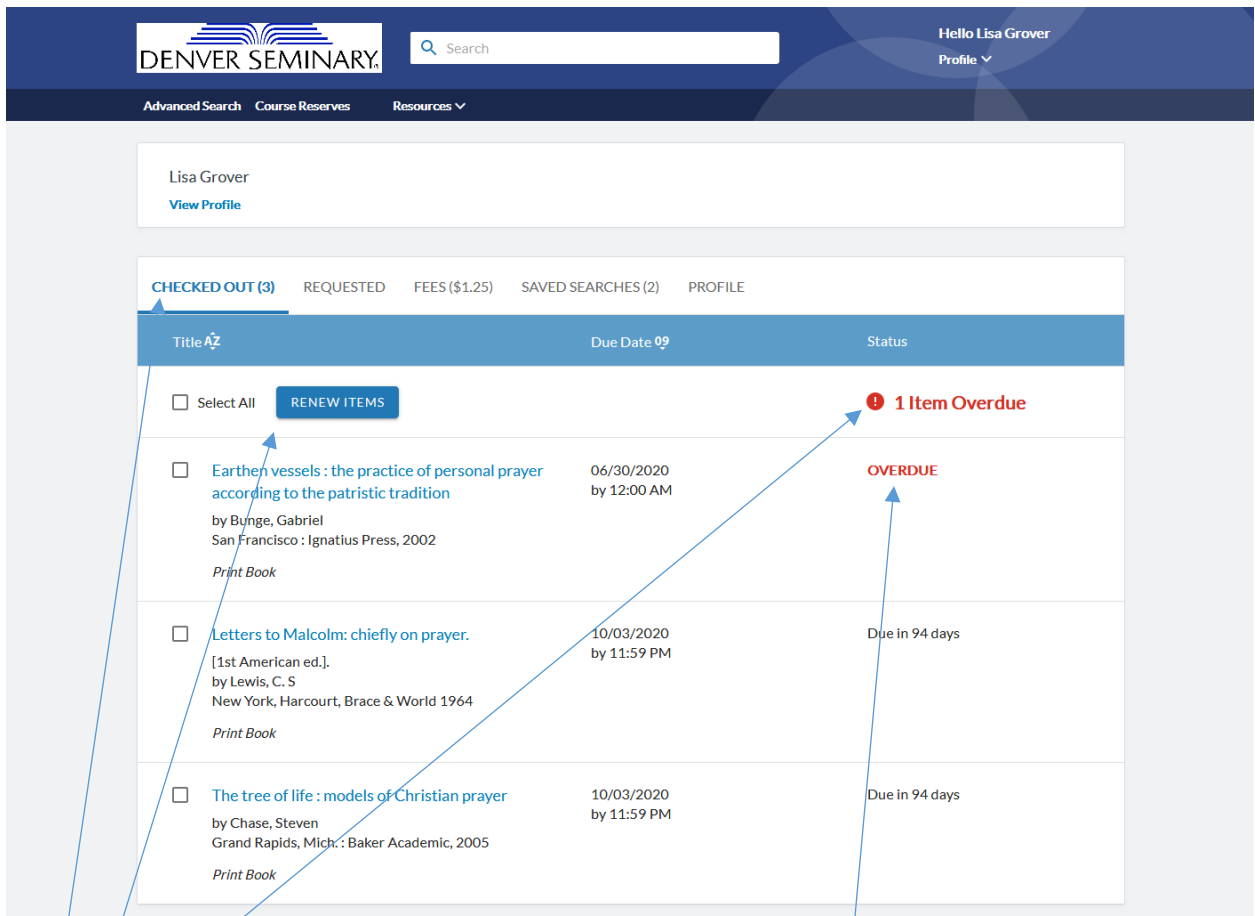 DENVER SEMINARY
Search
Hello Lisa Grover
Profile
Advanced Search Course Reserves Resources
Lisa Grover
View Profile
CHECKED OUT (3) REQUESTED FEES ($1.25) SAVED SEARCHES (2) PROFILE
Title AZ Due Date 09 Status
Select All RENEW ITEMS ! 1 Item Overdue
Earthen vessels : the practice of personal prayer 06/30/2020 OVERDUE
according to the patristic tradition by 12:00 AM
by Bunge, Gabriel
San Francisco : Ignatius Press, 2002
Print Book
Letters to Malcolm: chiefly on prayer. 10/03/2020 Due in 94 days
[1st American ed.]. by 11:59 PM
by Lewis, C. S
New York, Harcourt, Brace & World 1964
Print Book
The tree of life : models of Christian prayer 10/03/2020 Due in 94 days
by Chase, Steven by 11:59 PM
Grand Rapids, Mich. : Baker Academic, 2005
Print Book